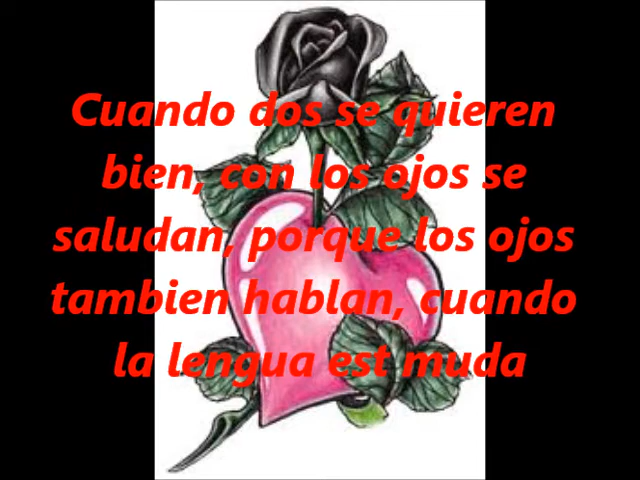 Cuando dos se quieren
bien, con los ojos se
saludan, porque los ojos
tambien hablan, cuando
la lengua est muda